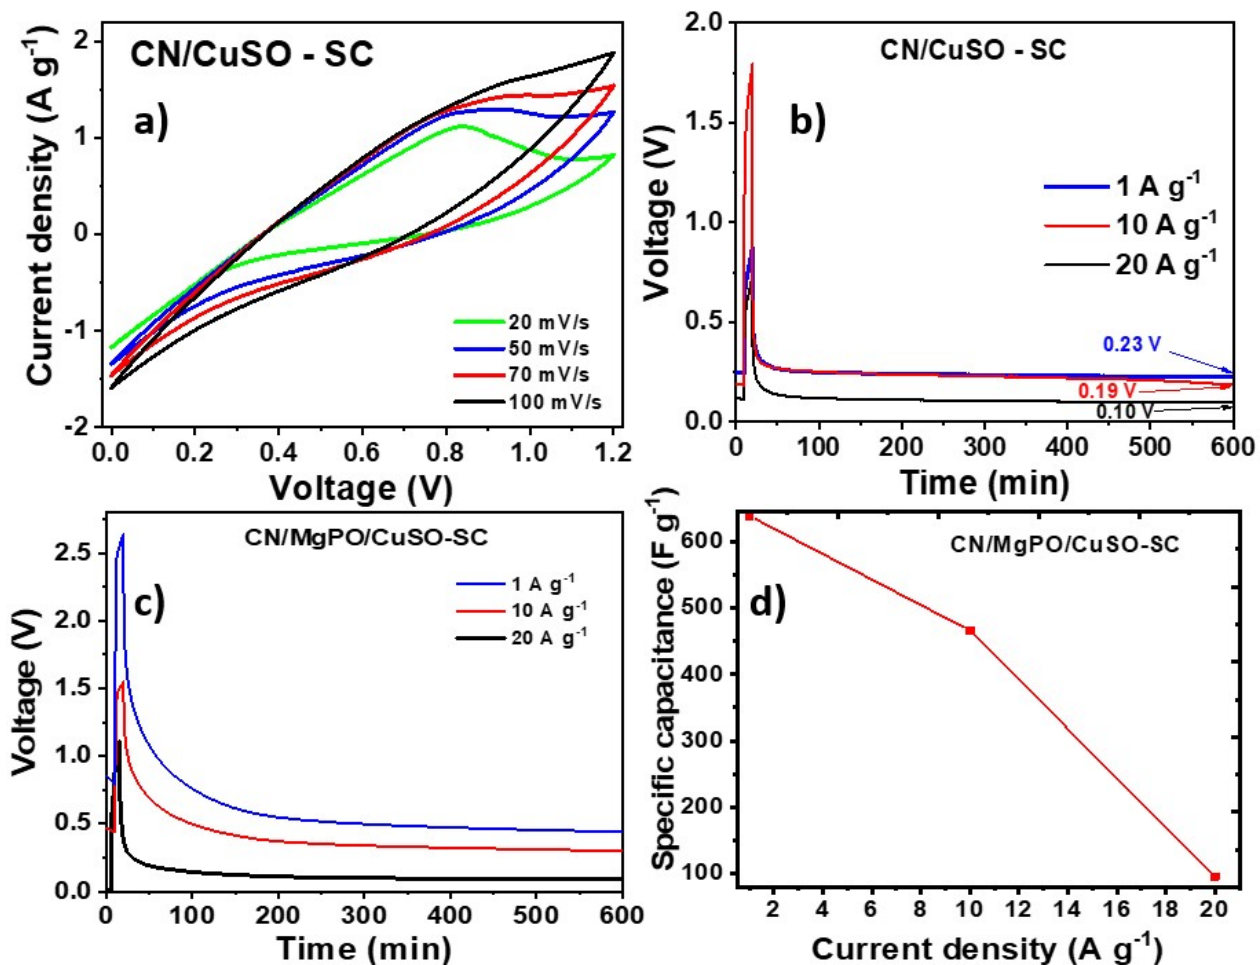 CN/CuSO - SC
a)
Current density (A g⁻¹)
2
1
0
-1
-2
20 mV/s
50 mV/s
70 mV/s
100 mV/s
0.0 0.2 0.4 0.6 0.8 1.0 1.2
Voltage (V)
CN/CuSO - SC
b)
Voltage (V)
2.0
1.5
1.0
0.5
0.0
1 A g⁻¹
10 A g⁻¹
20 A g⁻¹
0.23 V
0.19 V
0.10 V
0 100 200 300 400 500 600
Time (min)
CN/MgPO/CuSO-SC
c)
Voltage (V)
2.5
2.0
1.5
1.0
0.5
0.0
1 A g⁻¹
10 A g⁻¹
20 A g⁻¹
0 100 200 300 400 500 600
Time (min)
CN/MgPO/CuSO-SC
d)
Specific capacitance (F g⁻¹)
600
500
400
300
200
100
2 4 6 8 10 12 14 16 18 20
Current density (A g⁻¹)